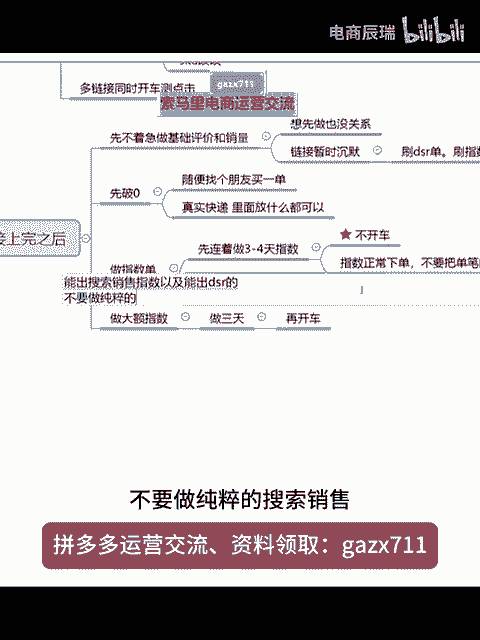 电商辰瑞 bilibili
多链接同时开车测点击
gazx711
索马里电商运营交流
想先做也没关系
先不着急做基础评价和销量
链接暂时沉默
刷dsr单。刷指数
随便找个朋友买一单
先破0
真实快递 里面放什么都可以
接上完之后
不开车
先连着做3-4天指数
做指数单
指数正常下单，不要把单笔
能出搜索销售指数以及能出dsr的
不要做纯粹的
做大额指数
做三天
再开车
不要做纯粹的搜索销售
拼多多运营交流、资料领取：gazx711